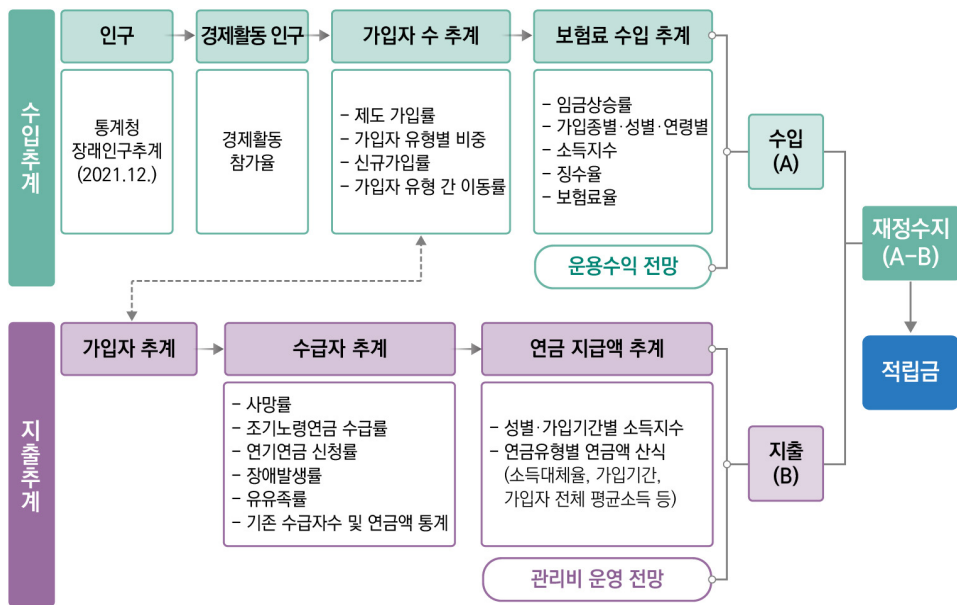 수입추계
인구
통계청
장래인구추계
(2021.12.)
경제활동 인구
경제활동
참가율
가입자 수 추계
- 제도 가입률
- 가입자 유형별 비중
- 신규가입률
- 가입자 유형 간 이동률
보험료 수입 추계
- 임금상승률
- 가입종별·성별·연령별
- 소득지수
- 징수율
- 보험료율
운용수익 전망
수입
(A)
지출추계
가입자 추계
수급자 추계
- 사망률
- 조기노령연금 수급률
- 연기연금 신청률
- 장애발생률
- 유유족률
- 기존 수급자수 및 연금액 통계
연금 지급액 추계
- 성별·가입기간별 소득지수
- 연금유형별 연금액 산식
(소득대체율, 가입기간,
가입자 전체 평균소득 등)
관리비 운영 전망
지출
(B)
재정수지
(A-B)
적립금